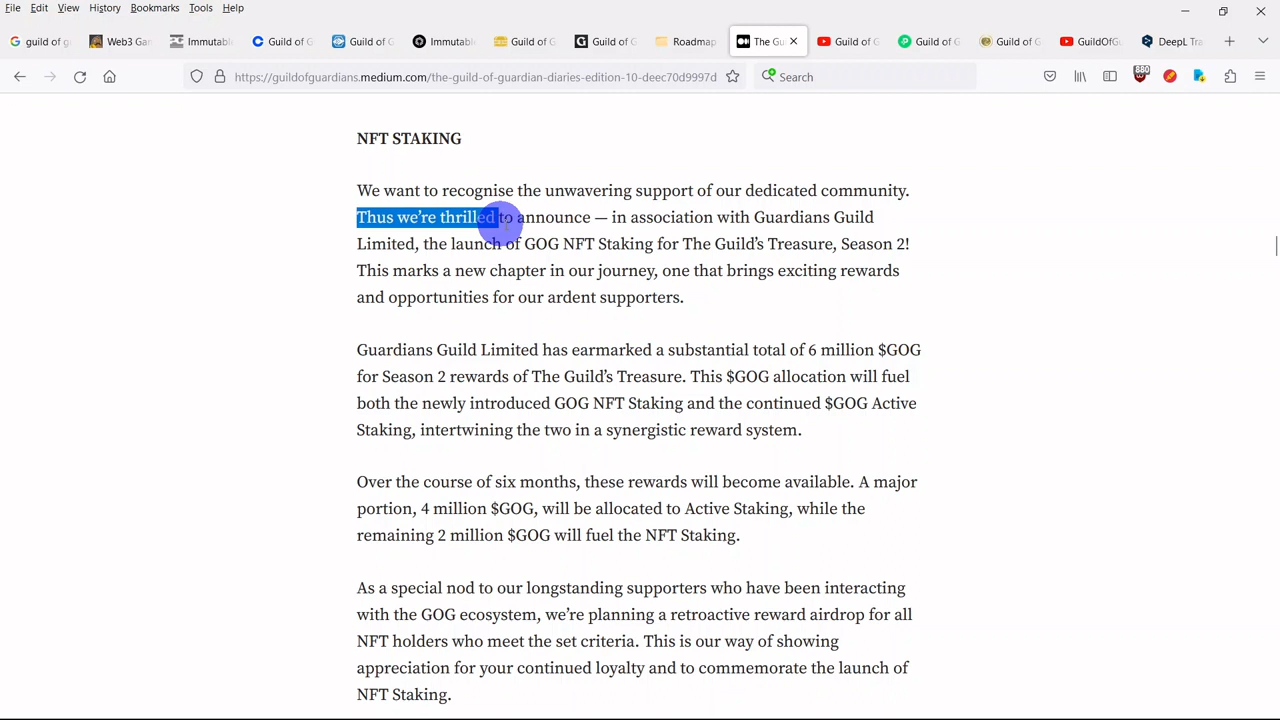 File Edit View History Bookmarks Tools Help
guild of g
Web3 Gan
Immutabl
Guild of G
Guild of G
Immutabl
Guild of G
Guild of G
Roadmap
The Gu
Guild of G
Guild of G
Guild of G
GuildOfGu
DeepL Tra
https://guildofguardians.medium.com/the-guild-of-guardian-diaries-edition-10-deec70d9997d
Search
880
NFT STAKING
We want to recognise the unwavering support of our dedicated community.
Thus we’re thrilled to announce — in association with Guardians Guild
Limited, the launch of GOG NFT Staking for The Guild’s Treasure, Season 2!
This marks a new chapter in our journey, one that brings exciting rewards
and opportunities for our ardent supporters.
Guardians Guild Limited has earmarked a substantial total of 6 million $GOG
for Season 2 rewards of The Guild’s Treasure. This $GOG allocation will fuel
both the newly introduced GOG NFT Staking and the continued $GOG Active
Staking, intertwining the two in a synergistic reward system.
Over the course of six months, these rewards will become available. A major
portion, 4 million $GOG, will be allocated to Active Staking, while the
remaining 2 million $GOG will fuel the NFT Staking.
As a special nod to our longstanding supporters who have been interacting
with the GOG ecosystem, we’re planning a retroactive reward airdrop for all
NFT holders who meet the set criteria. This is our way of showing
appreciation for your continued loyalty and to commemorate the launch of
NFT Staking.